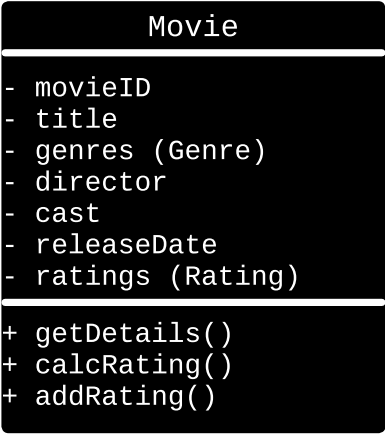 Movie
- movieID
- title
- genres (Genre)
- director
- cast
- releaseDate
- ratings (Rating)
+ getDetails()
+ calcRating()
+ addRating()